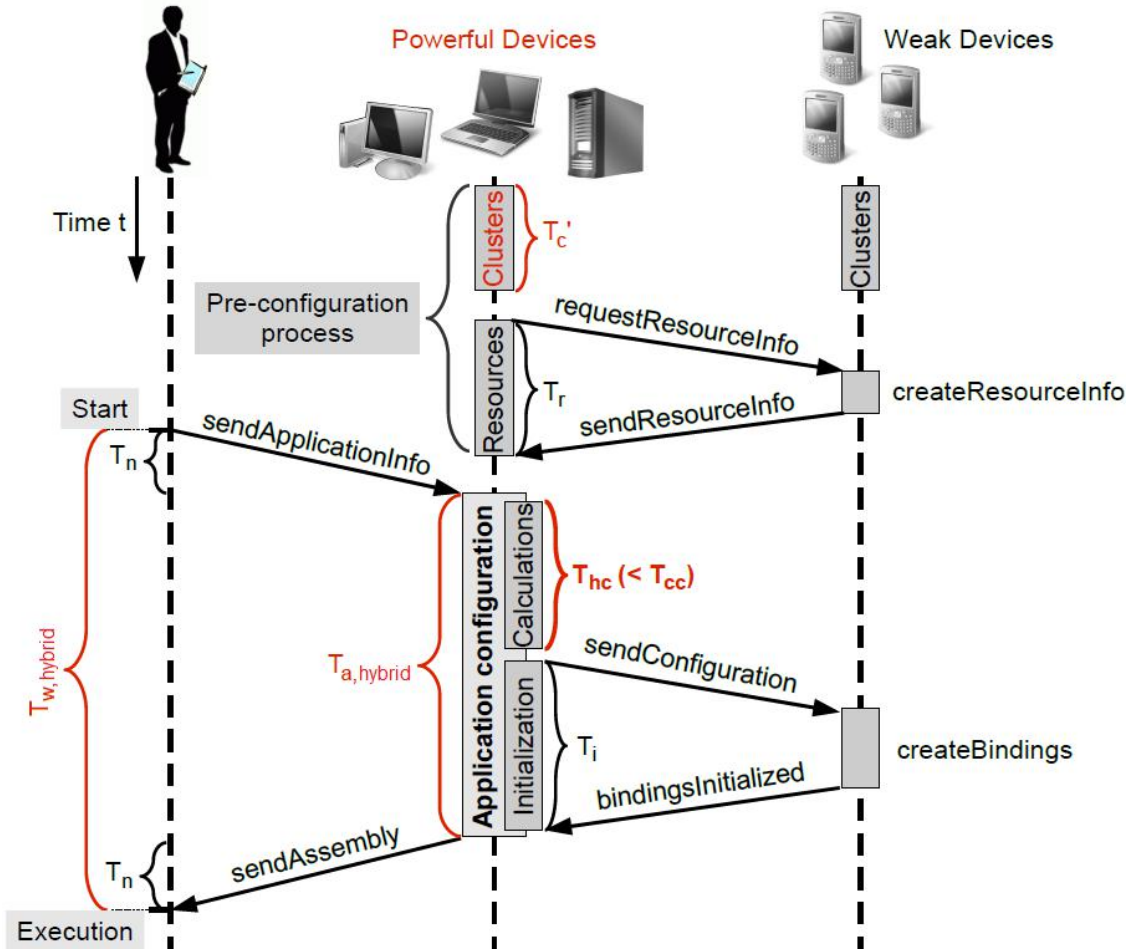 Powerful Devices
Weak Devices
Time t
Clusters
T_c'
Clusters
Pre-configuration
process
requestResourceInfo
Resources
T_r
createResourceInfo
sendResourceInfo
Start
T_n
sendApplicationInfo
T_w,hybrid
T_a,hybrid
Application configuration
Calculations
T_hc (< T_cc)
sendConfiguration
Initialization
T_i
createBindings
bindingsInitialized
sendAssembly
T_n
Execution